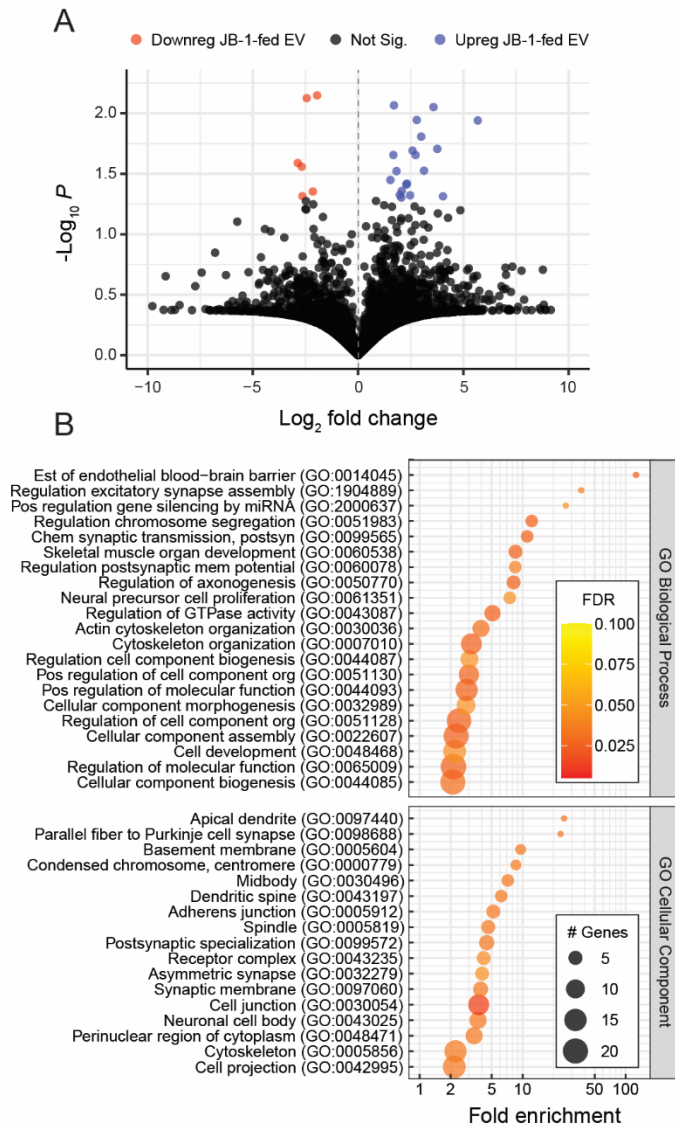 A
Downreg JB-1-fed EV Not Sig. Upreg JB-1-fed EV
2.0
1.5
1.0
0.5
0.0
-Log10 P
−10 −5 0 5 10
Log2 fold change
B
Est of endothelial blood−brain barrier (GO:0014045)
Regulation excitatory synapse assembly (GO:1904889)
Pos regulation gene silencing by miRNA (GO:2000637)
Regulation chromosome segregation (GO:0051983)
Chem synaptic transmission, postsyn (GO:0099565)
Skeletal muscle organ development (GO:0060538)
Regulation postsynaptic mem potential (GO:0060078)
Regulation of axonogenesis (GO:0050770)
Neural precursor cell proliferation (GO:0061351)
Regulation of GTPase activity (GO:0043087)
Actin cytoskeleton organization (GO:0030036)
Cytoskeleton organization (GO:0007010)
Regulation cell component biogenesis (GO:0044087)
Pos regulation of cell component org (GO:0051130)
Pos regulation of molecular function (GO:0044093)
Cellular component morphogenesis (GO:0032989)
Regulation of cell component org (GO:0051128)
Cellular component assembly (GO:0022607)
Cell development (GO:0048468)
Regulation of molecular function (GO:0065009)
Cellular component biogenesis (GO:0044085)
FDR
0.100
0.075
0.050
0.025
GO Biological Process
Apical dendrite (GO:0097440)
Parallel fiber to Purkinje cell synapse (GO:0098688)
Basement membrane (GO:0005604)
Condensed chromosome, centromere (GO:0000779)
Midbody (GO:0030496)
Dendritic spine (GO:0043197)
Adherens junction (GO:0005912)
Spindle (GO:0005819)
Postsynaptic specialization (GO:0099572)
Receptor complex (GO:0043235)
Asymmetric synapse (GO:0032279)
Synaptic membrane (GO:0097060)
Cell junction (GO:0030054)
Neuronal cell body (GO:0043025)
Perinuclear region of cytoplasm (GO:0048471)
Cytoskeleton (GO:0005856)
Cell projection (GO:0042995)
# Genes
5
10
15
20
GO Cellular Component
1 2 5 10 50 100
Fold enrichment